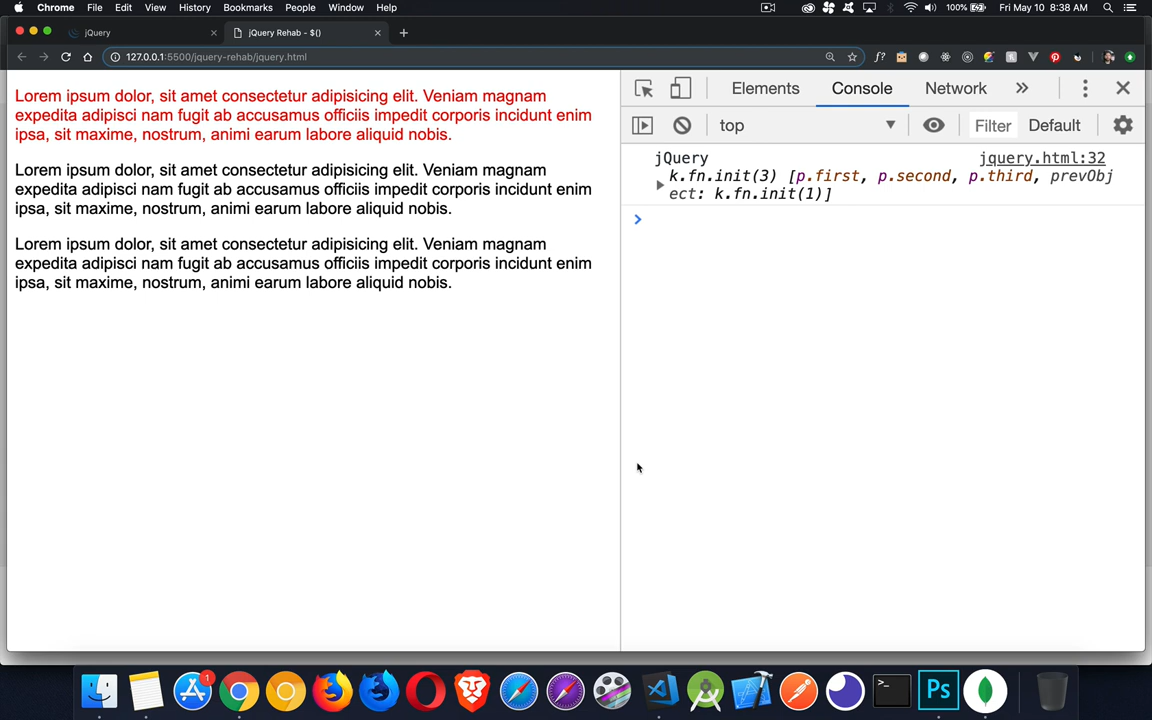 Chrome File Edit View History Bookmarks People Window Help 100% Fri May 10 8:38 AM
jQuery
jQuery Rehab - $()
127.0.0.1:5500/jquery-rehab/jquery.html
f?
Lorem ipsum dolor, sit amet consectetur adipisicing elit. Veniam magnam
expedita adipisci nam fugit ab accusamus officiis impedit corporis incidunt enim
ipsa, sit maxime, nostrum, animi earum labore aliquid nobis.
Lorem ipsum dolor, sit amet consectetur adipisicing elit. Veniam magnam
expedita adipisci nam fugit ab accusamus officiis impedit corporis incidunt enim
ipsa, sit maxime, nostrum, animi earum labore aliquid nobis.
Lorem ipsum dolor, sit amet consectetur adipisicing elit. Veniam magnam
expedita adipisci nam fugit ab accusamus officiis impedit corporis incidunt enim
ipsa, sit maxime, nostrum, animi earum labore aliquid nobis.
Elements Console Network »
top Filter Default
jQuery jquery.html:32
k.fn.init(3) [p.first, p.second, p.third, prevObj
ect: k.fn.init(1)]
>
1
>_
Ps